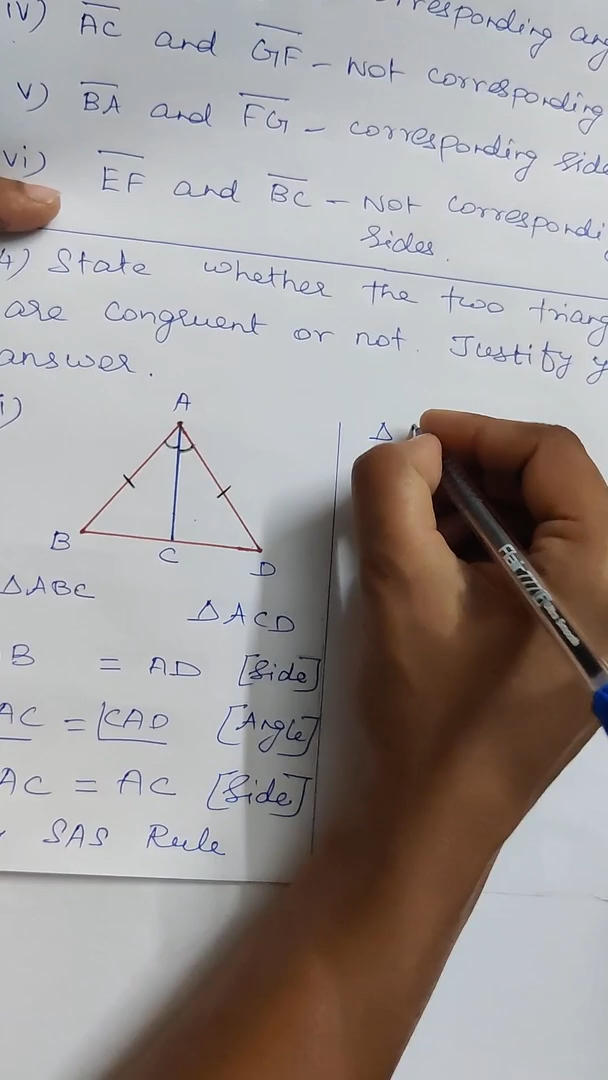 iv) AC and GF - Not corresponding
v) BA and FG - corresponding side
vi) EF and BC - Not correspondi
Sides.
4) State whether the two triang
are congruent or not. Justify y
answer.
i)
A
B C D
ΔABC ΔACD
B = AD [Side]
AC = CAD [Angle]
AC = AC [Side]
SAS Rule
Δ